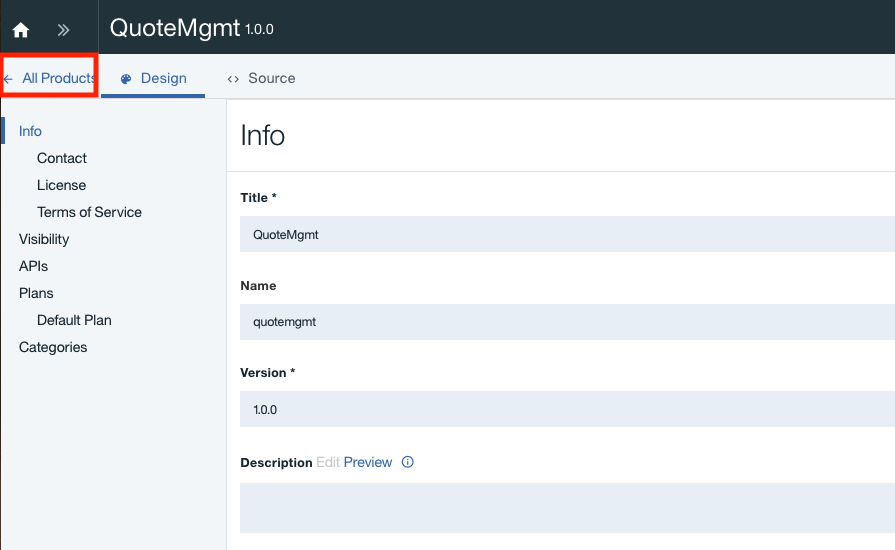 QuoteMgmt 1.0.0
← All Products Design <> Source
Info
Contact
License
Terms of Service
Visibility
APIs
Plans
Default Plan
Categories
Info
Title *
QuoteMgmt
Name
quotemgmt
Version *
1.0.0
Description Edit Preview